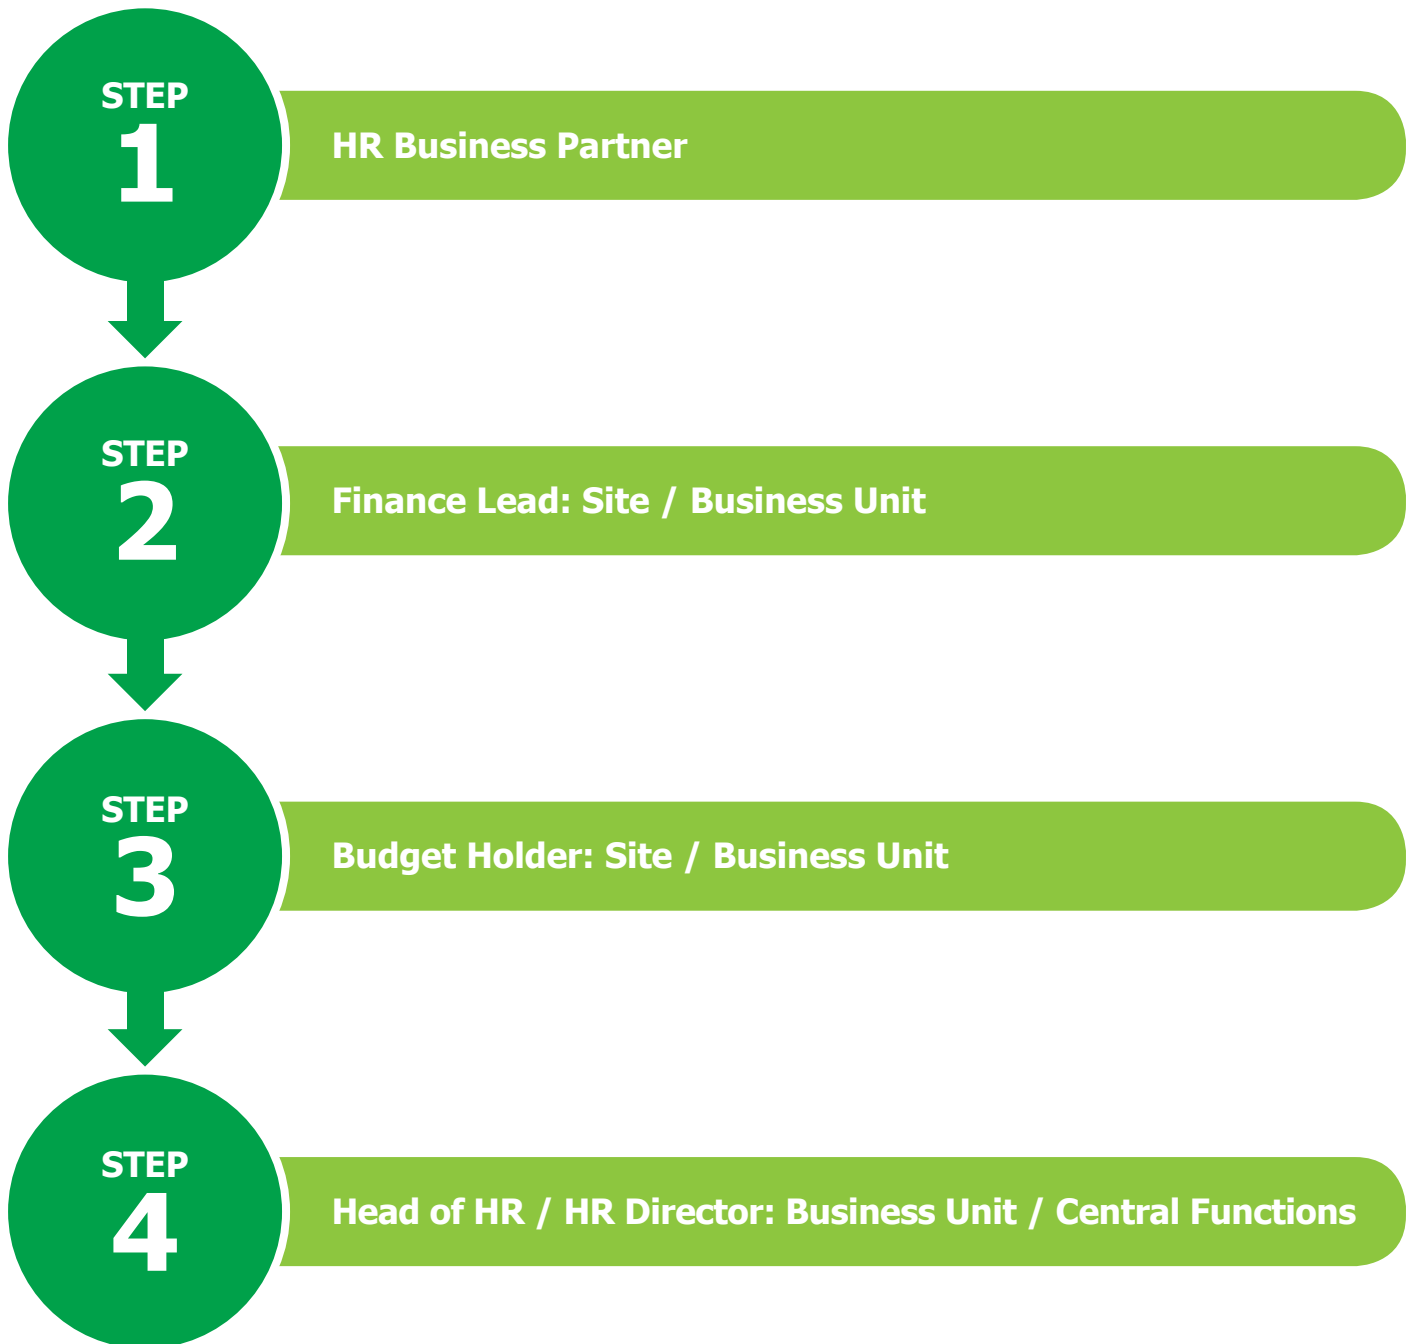 STEP
1
HR Business Partner
STEP
2
Finance Lead: Site / Business Unit
STEP
3
Budget Holder: Site / Business Unit
STEP
4
Head of HR / HR Director: Business Unit / Central Functions